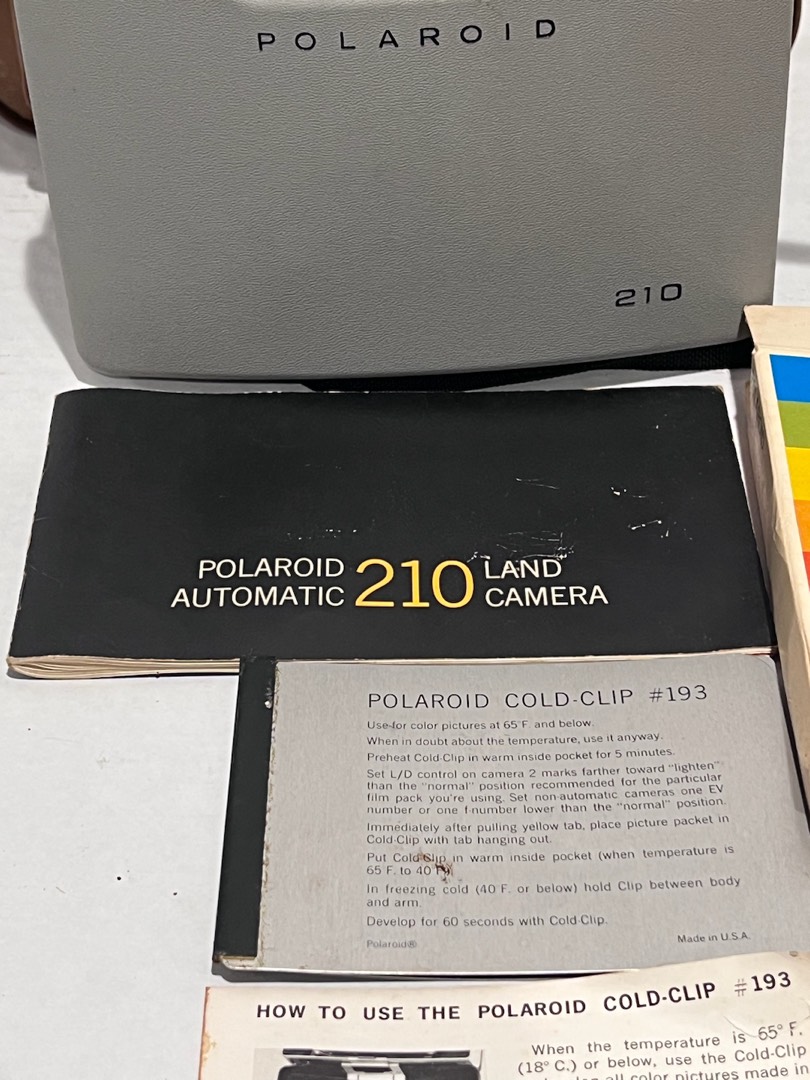 POLAROID
210
POLAROID AUTOMATIC 210 LAND CAMERA
POLAROID COLD-CLIP #193
Use for color pictures at 65°F. and below.
When in doubt about the temperature, use it anyway.
Preheat Cold-Clip in warm inside pocket for 5 minutes.
Set L/D control on camera 2 marks farther toward "lighten"
than the "normal" position recommended for the particular
film pack you're using. Set non-automatic cameras one EV
number or one f-number lower than the "normal" position.
Immediately after pulling yellow tab, place picture packet in
Cold-Clip with tab hanging out.
Put Cold-Clip in warm inside pocket (when temperature is
65 F. to 40
In freezing cold (40 F. or below) hold Clip between body
and arm.
Develop for 60 seconds with Cold-Clip.
Polaroid®
Made in U.S.A.
HOW TO USE THE POLAROID COLD-CLIP #193
When the temperature is 65° F.
(18° C.) or below, use the Cold-Clip
all color pictures made in